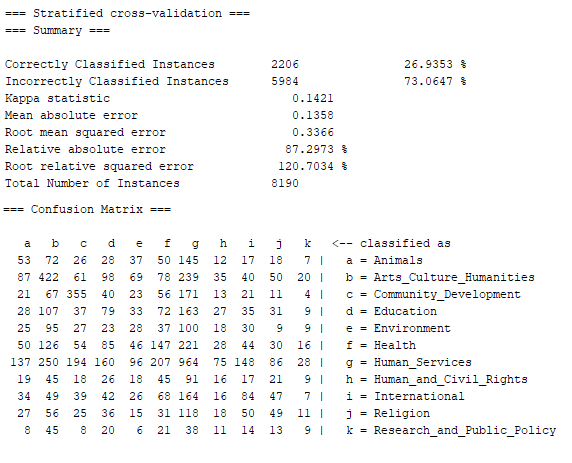 === Stratified cross-validation ===
=== Summary ===
Correctly Classified Instances 2206 26.9353 %
Incorrectly Classified Instances 5984 73.0647 %
Kappa statistic 0.1421
Mean absolute error 0.1358
Root mean squared error 0.3366
Relative absolute error 87.2973 %
Root relative squared error 120.7034 %
Total Number of Instances 8190
=== Confusion Matrix ===
a b c d e f g h i j k <-- classified as
53 72 26 28 37 50 145 12 17 18 7 | a = Animals
87 422 61 98 69 78 239 35 40 50 20 | b = Arts_Culture_Humanities
21 67 355 40 23 56 171 13 21 11 4 | c = Community_Development
28 107 37 79 33 72 163 27 35 31 9 | d = Education
25 95 27 23 28 37 100 18 30 9 9 | e = Environment
50 126 54 85 46 147 221 28 44 30 16 | f = Health
137 250 194 160 96 207 964 75 148 86 28 | g = Human_Services
19 45 18 26 18 45 91 16 17 21 9 | h = Human_and_Civil_Rights
34 49 39 42 26 68 164 16 84 47 7 | i = International
27 56 25 36 15 31 118 18 50 49 11 | j = Religion
8 45 8 20 6 21 38 11 14 13 9 | k = Research_and_Public_Policy